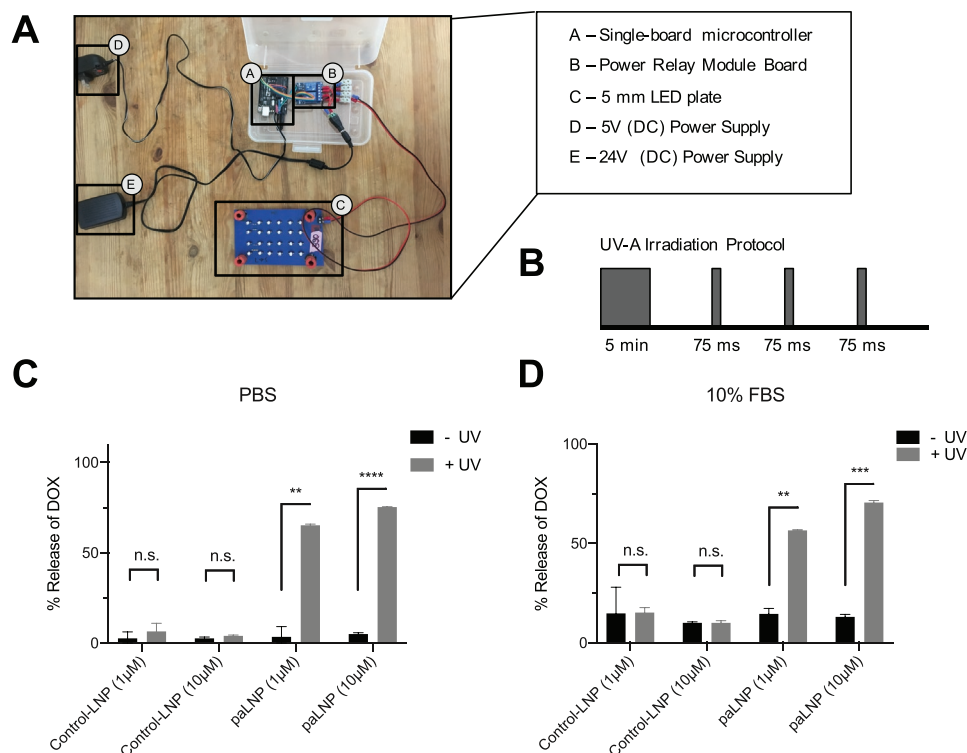 A
D
A
B
E
C
A – Single-board microcontroller
B – Power Relay Module Board
C – 5 mm LED plate
D – 5V (DC) Power Supply
E – 24V (DC) Power Supply
B
UV-A Irradiation Protocol
5 min 75 ms 75 ms 75 ms
C
PBS
- UV
+ UV
% Release of DOX
100
50
0
n.s.
n.s.
**
****
Control-LNP (1µM)
Control-LNP (10µM)
paLNP (1µM)
paLNP (10µM)
D
10% FBS
- UV
+ UV
% Release of DOX
100
50
0
n.s.
n.s.
**
***
Control-LNP (1µM)
Control-LNP (10µM)
paLNP (1µM)
paLNP (10µM)